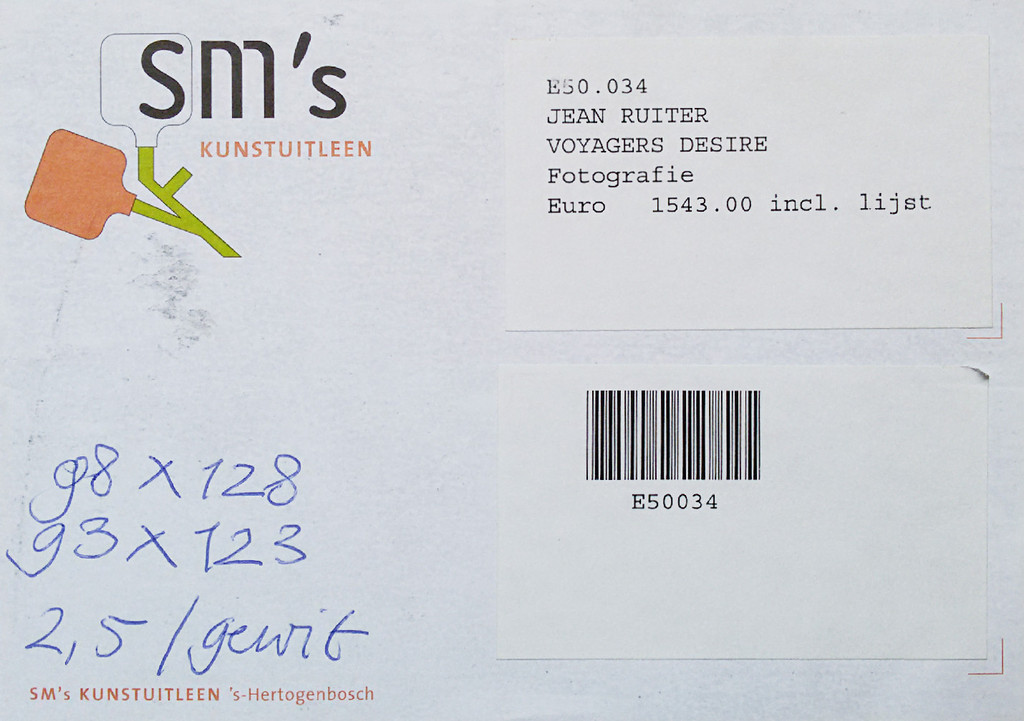 SM's
KUNSTUITLEEN
E50.034
JEAN RUITER
VOYAGERS DESIRE
Fotografie
Euro 1543.00 incl. lijst
E50034
98 X 128
93 X 123
2,5 / gewit
SM's KUNSTUITLEEN 's-Hertogenbosch